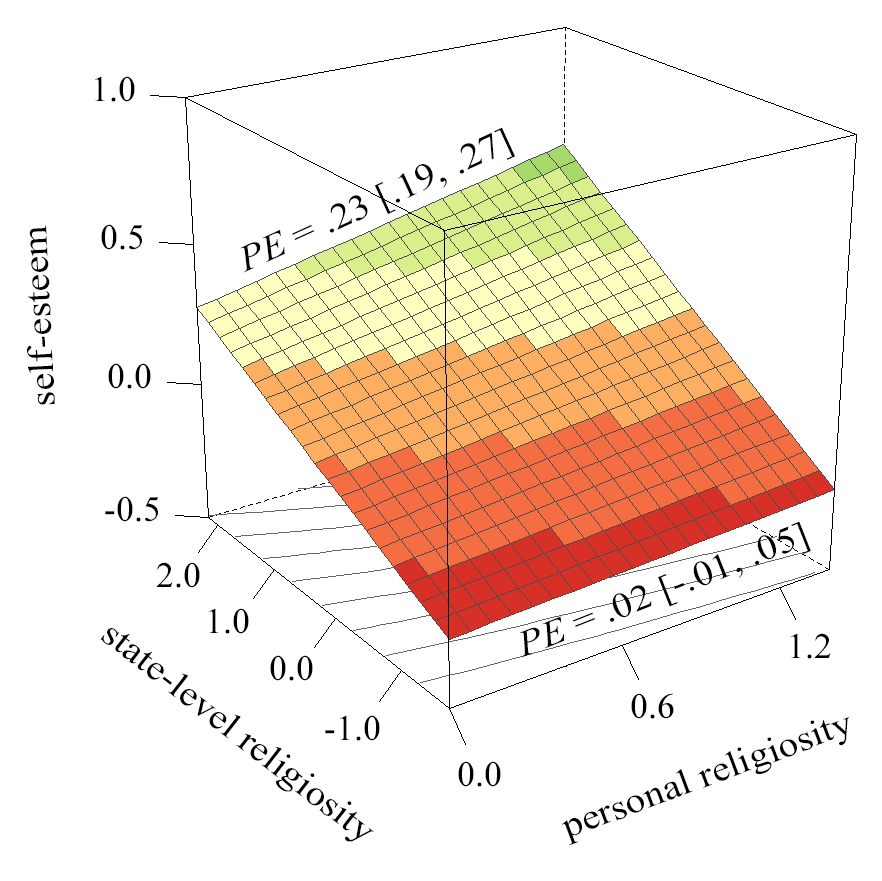 1.0
0.5
0.0
-0.5
self-esteem
PE = .23 [.19, .27]
PE = .02 [-.01, .05]
2.0
1.0
0.0
-1.0
state-level religiosity
0.0
0.6
1.2
personal religiosity